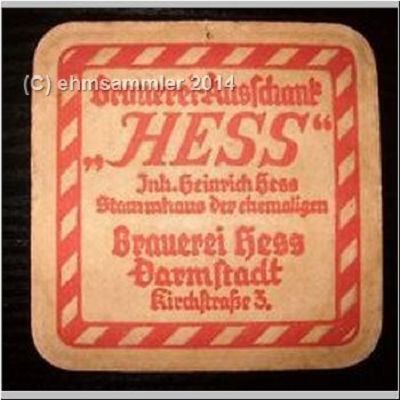 (C) ehmsammler 2014
Brauerei-Ausschank
„HESS“
Inh. Heinrich Hess
Stammhaus der ehemaligen
Brauerei Hess
Darmstadt
Kirchstraße 3.